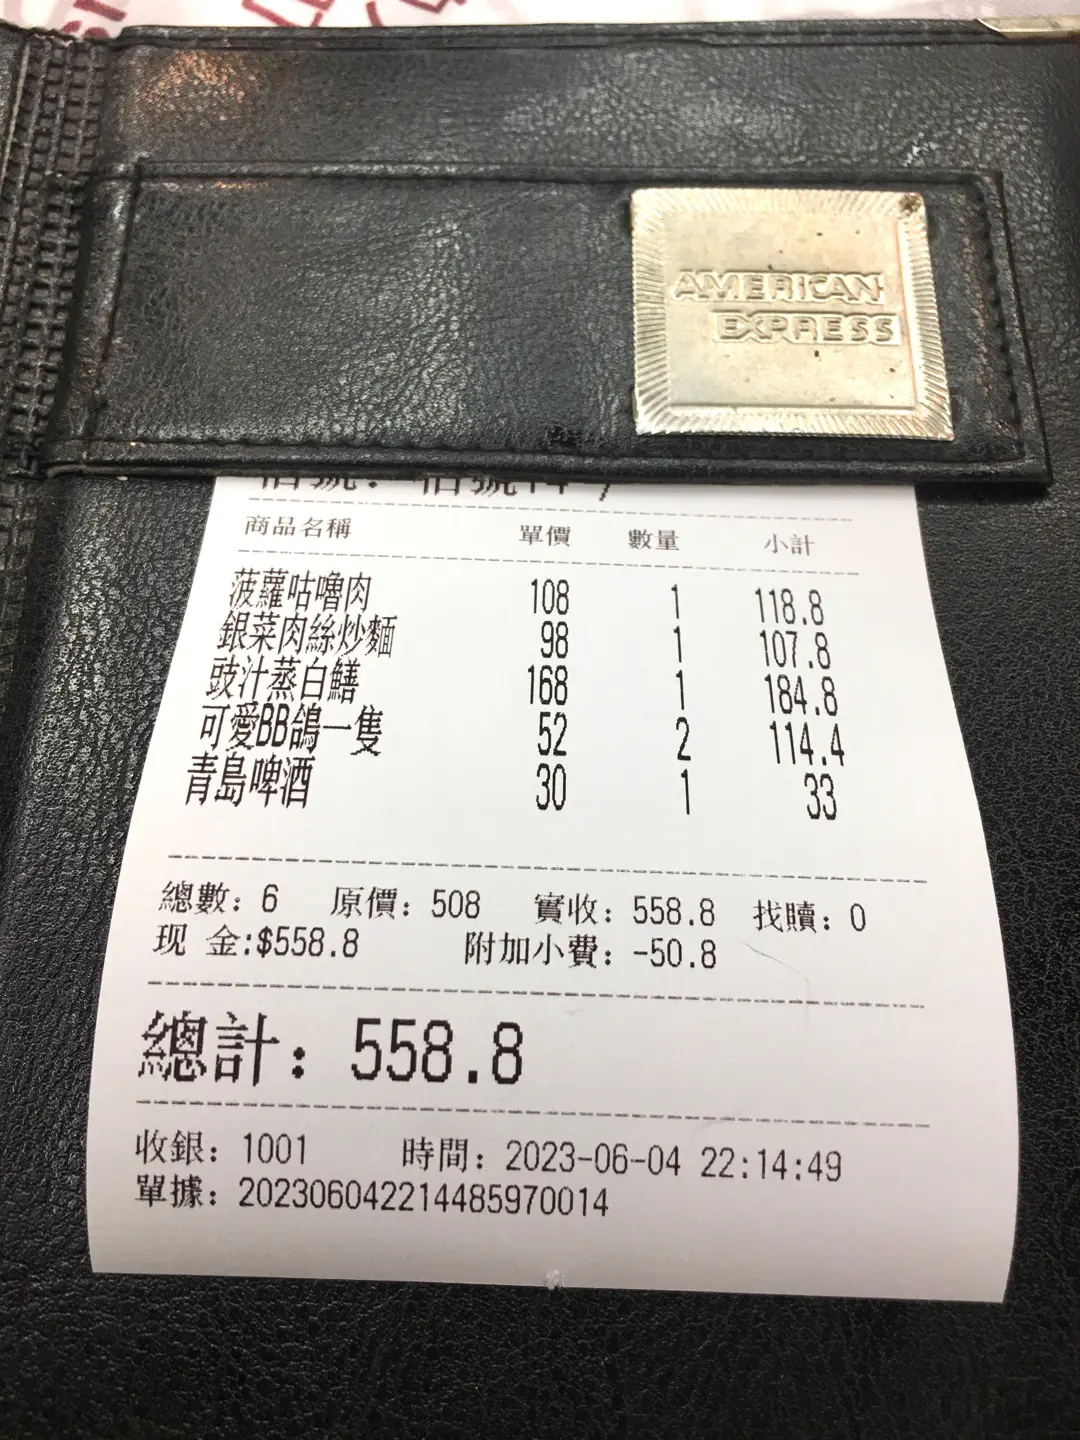 AMERICAN
EXPRESS
商品名稱 單價 數量 小計
菠蘿咕嚕肉 108 1 118.8
銀菜肉絲炒麵 98 1 107.8
豉汁蒸白鱔 168 1 184.8
可愛BB鴿一隻 52 2 114.4
青島啤酒 30 1 33
總數: 6 原價: 508 實收: 558.8 找贖: 0
现 金:$558.8 附加小費: -50.8
總計: 558.8
收銀: 1001 時間: 2023-06-04 22:14:49
單據: 202306042214485970014